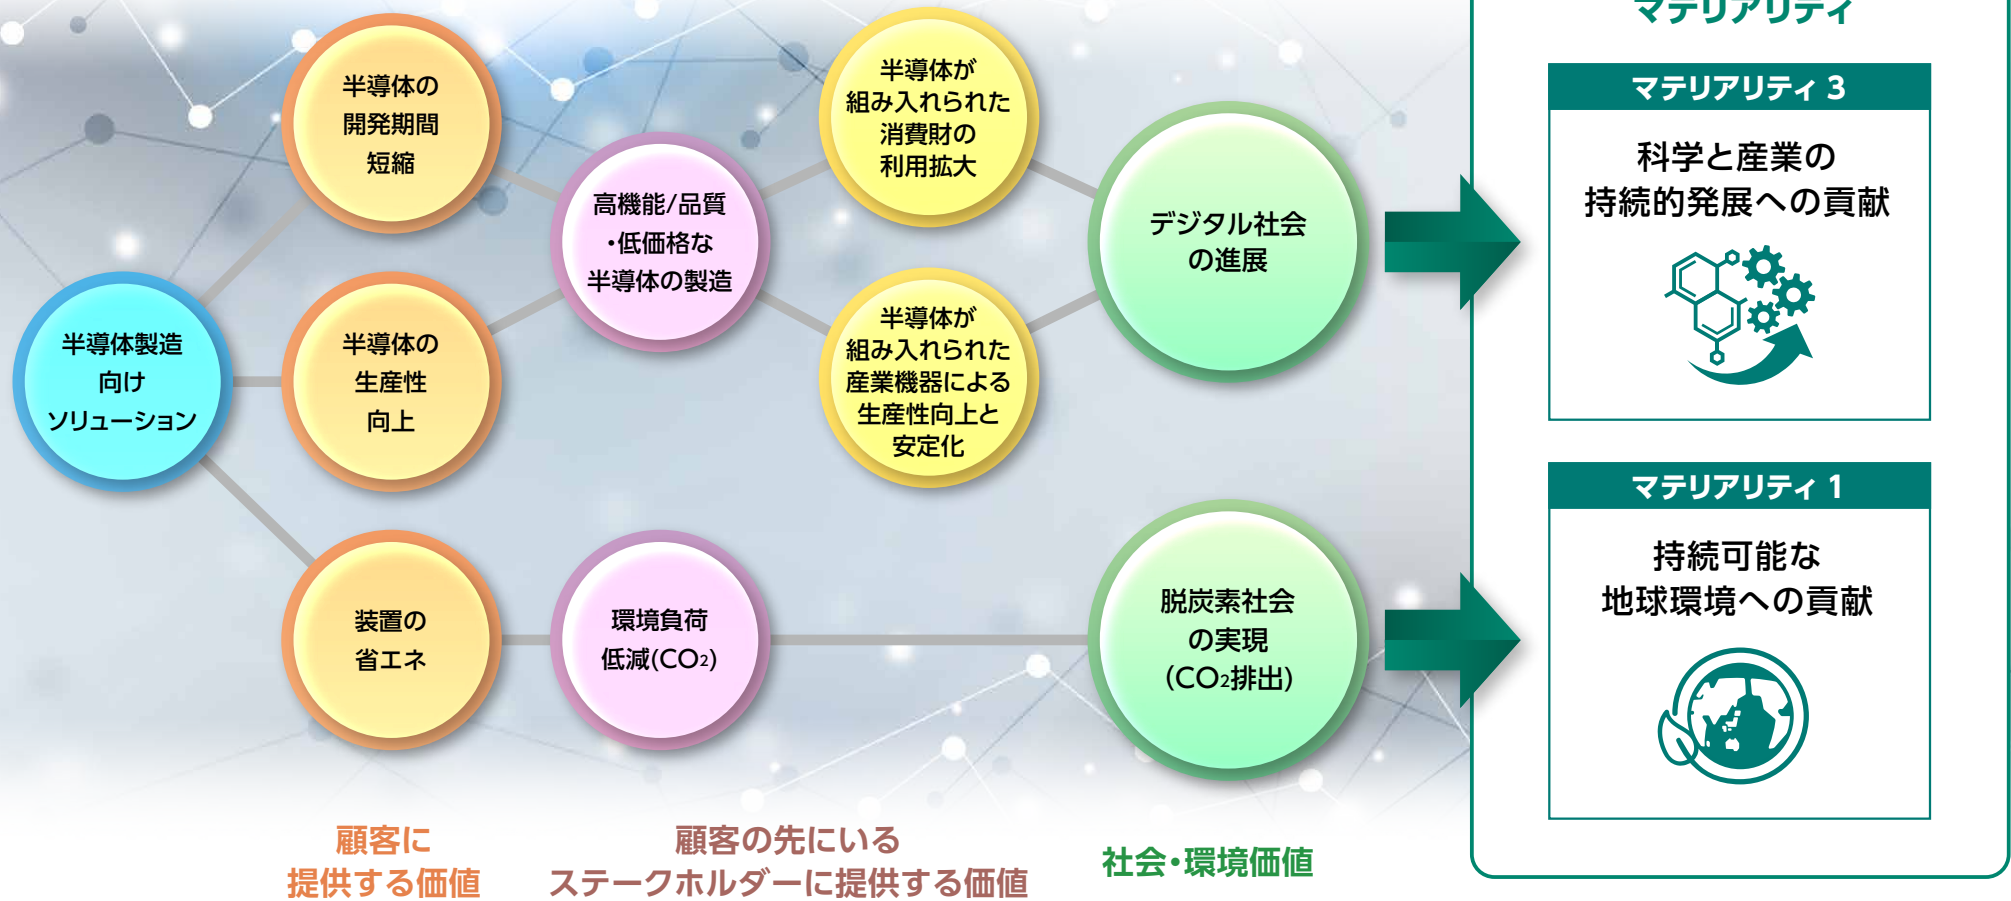 半導体製造
向け
ソリューション
半導体の
開発期間
短縮
半導体の
生産性
向上
装置の
省エネ
高機能/品質
・低価格な
半導体の製造
環境負荷
低減(CO₂)
半導体が
組み入れられた
消費財の
利用拡大
半導体が
組み入れられた
産業機器による
生産性向上と
安定化
デジタル社会
の進展
脱炭素社会
の実現
(CO₂排出)
顧客に
提供する価値
顧客の先にいる
ステークホルダーに提供する価値
社会・環境価値
マテリアリティ
マテリアリティ 3
科学と産業の
持続的発展への貢献
マテリアリティ 1
持続可能な
地球環境への貢献